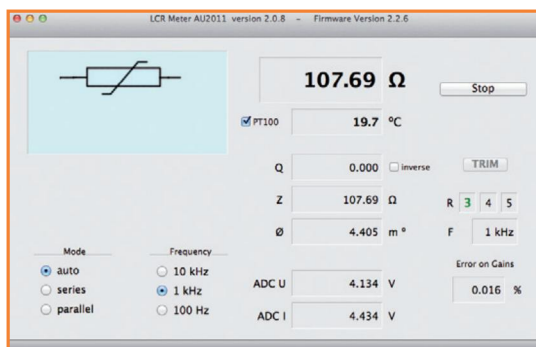 LCR Meter AU2011 version 2.0.8 – Firmware Version 2.2.6
107.69 Ω
Stop
PT100 19.7 ºC
Q 0.000 inverse
TRIM
Z 107.69 Ω
R 3 4 5
Ø 4.405 m º
F 1 kHz
Mode
auto
series
parallel
Frequency
10 kHz
1 kHz
100 Hz
ADC U 4.134 V
ADC I 4.434 V
Error on Gains
0.016 %